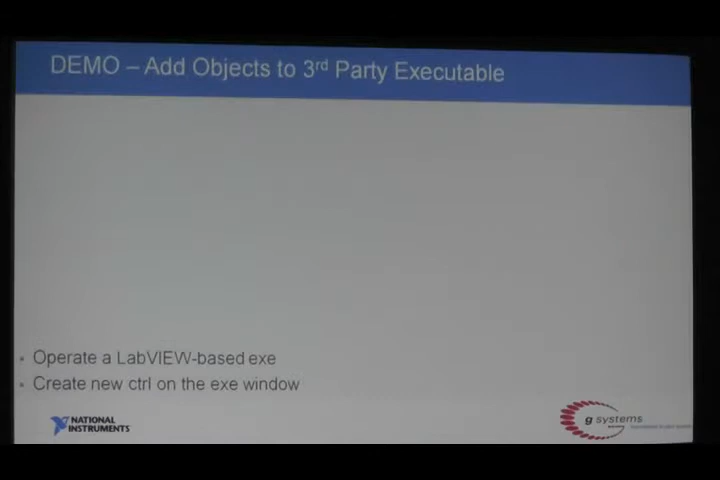 DEMO – Add Objects to 3rd Party Executable
▪ Operate a LabVIEW-based exe
▪ Create new ctrl on the exe window
NATIONAL
INSTRUMENTS
g systems